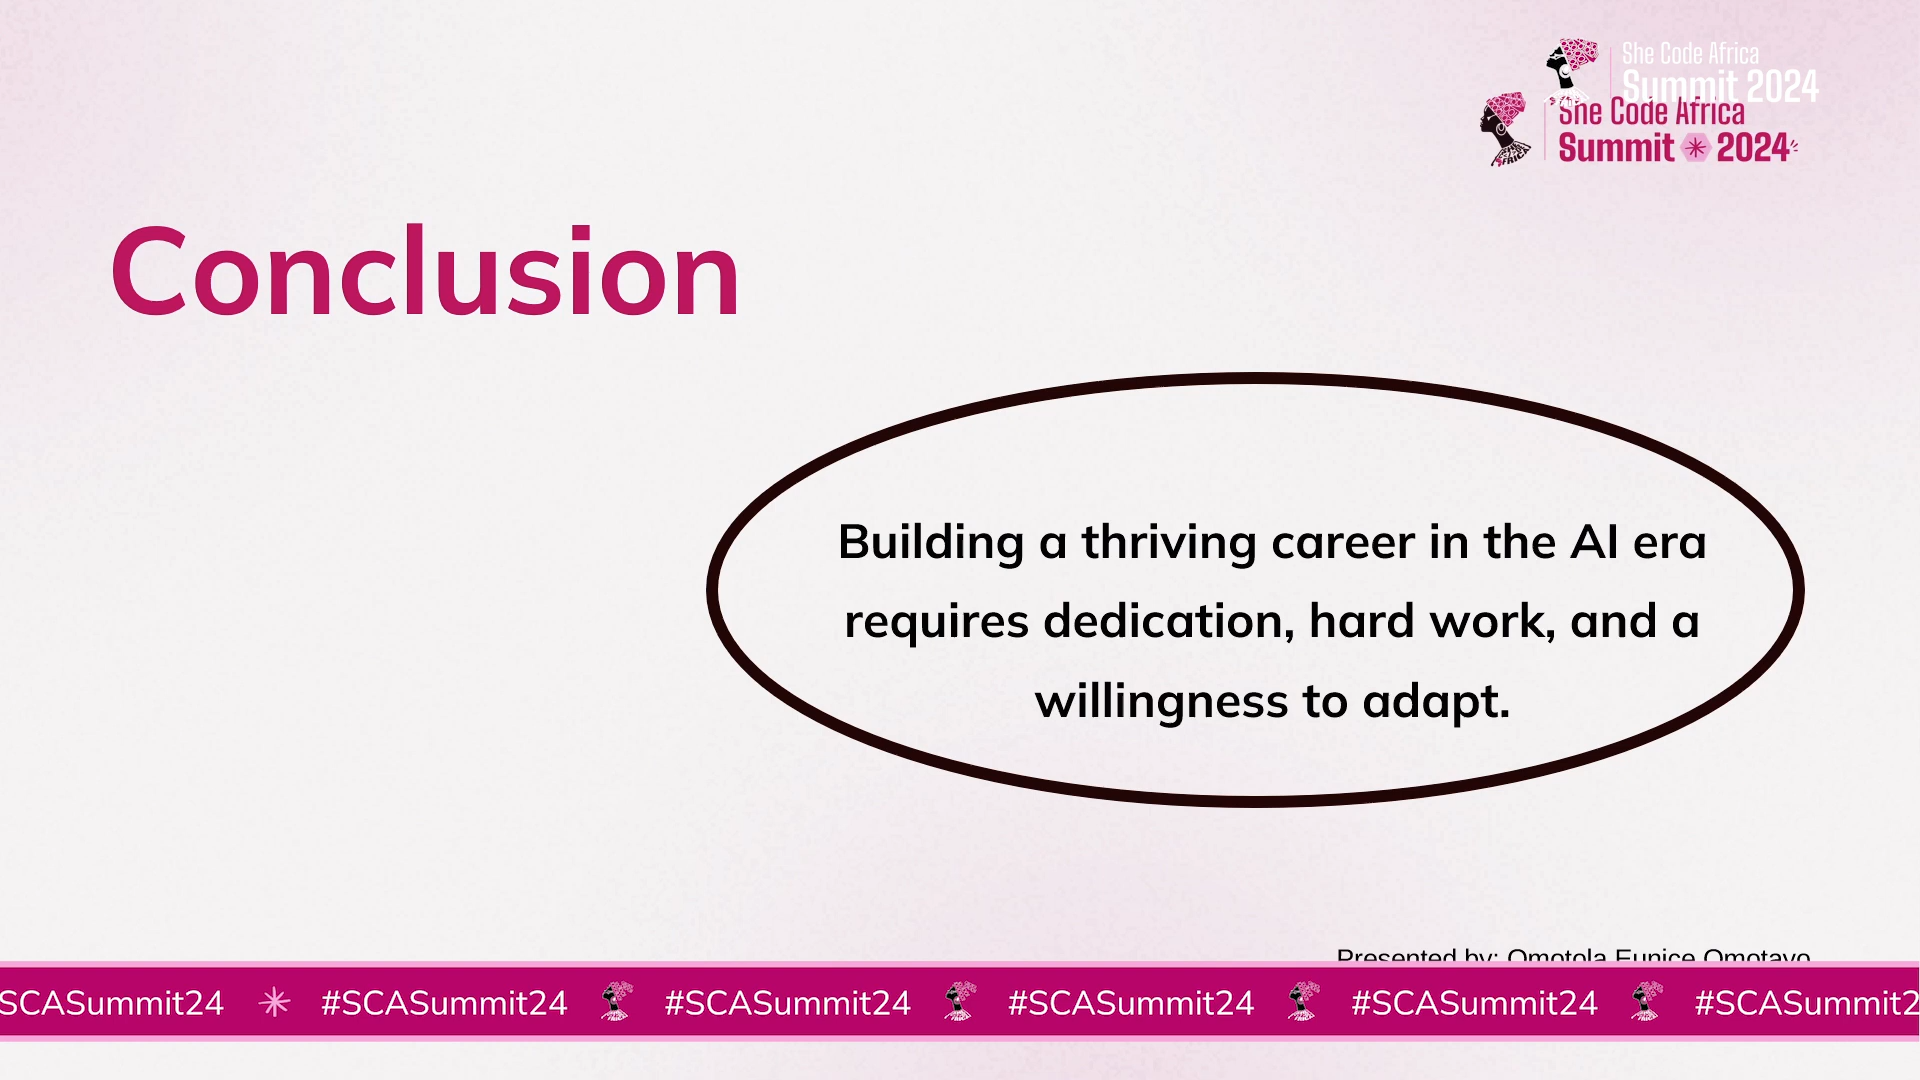 She Code Africa
Summit 2024
She Code Africa
Summit 2024
Conclusion
Building a thriving career in the AI era
requires dedication, hard work, and a
willingness to adapt.
Presented by: Omotola Eunice Omotayo
SCASummit24 #SCASummit24 #SCASummit24 #SCASummit24 #SCASummit24 #SCASummit2